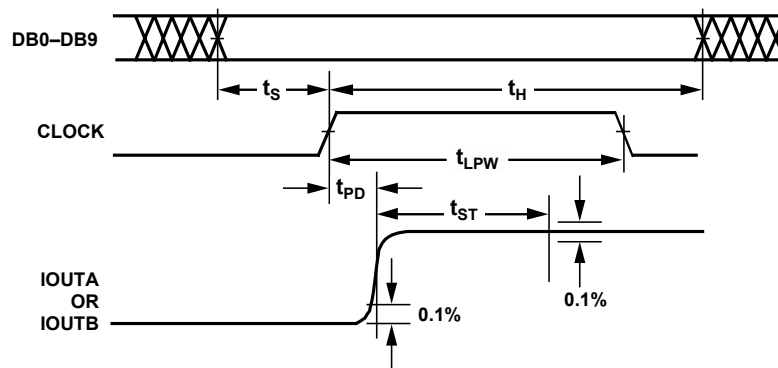 DB0–DB9
tS
tH
CLOCK
tLPW
tPD
tST
IOUTA
OR
IOUTB
0.1%
0.1%